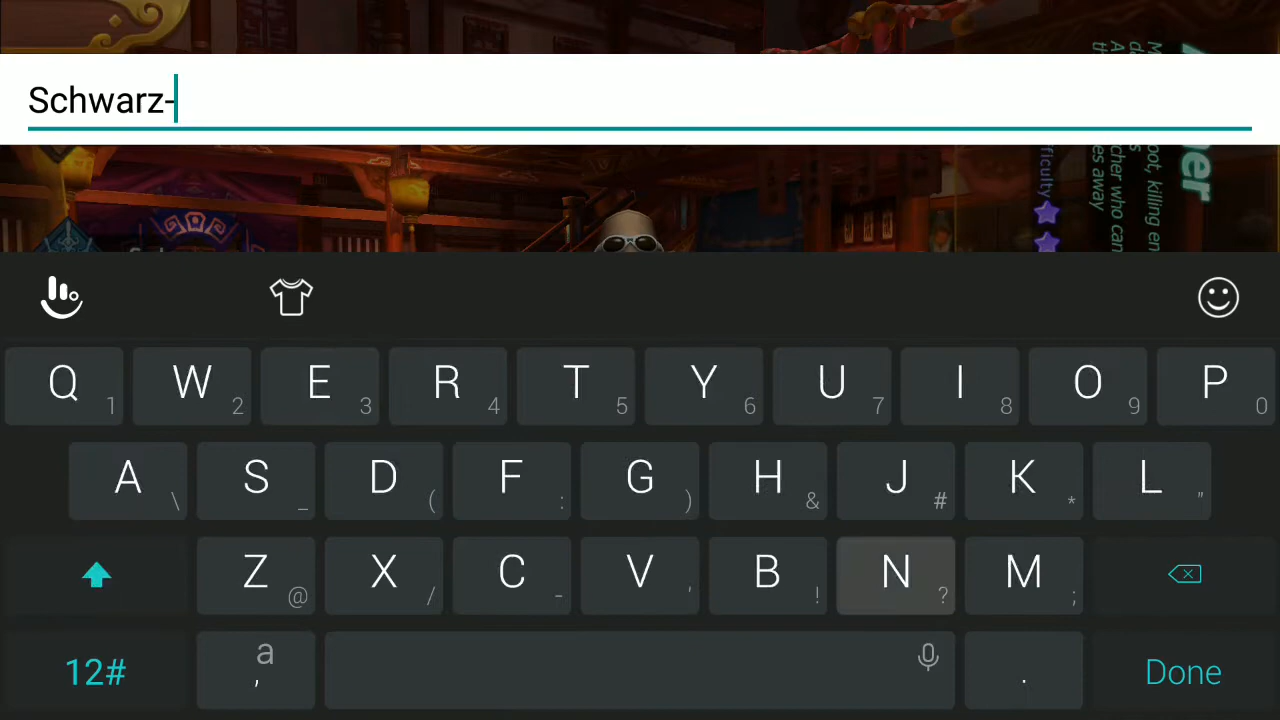 Schwarz-
Q 1 W 2 E 3 R 4 T 5 Y 6 U 7 I 8 O 9 P 0
A \ S _ D ( F : G ) H & J # K * L "
Z @ X / C - V ' B ! N ? M ;
12# a , . Done